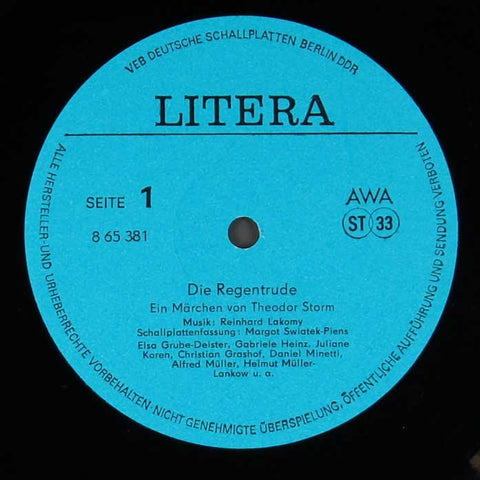 VEB DEUTSCHE SCHALLPLATTEN BERLIN DDR
LITERA
SEITE 1
8 65 381
AWA
ST 33
Die Regentrude
Ein Märchen von Theodor Storm
Musik: Reinhard Lakomy
Schallplattenfassung: Margot Swiatek-Piens
Elsa Grube-Deister, Gabriele Heinz, Juliane
Koren, Christian Grashof, Daniel Minetti,
Alfred Müller, Helmut Müller-
Lankow u. a.
ALLE HERSTELLER-UND URHEBERRECHTE VORBEHALTEN·NICHT GENEHMIGTE ÜBERSPIELUNG, ÖFFENTLICHE AUFFÜHRUNG UND SENDUNG VERBOTEN